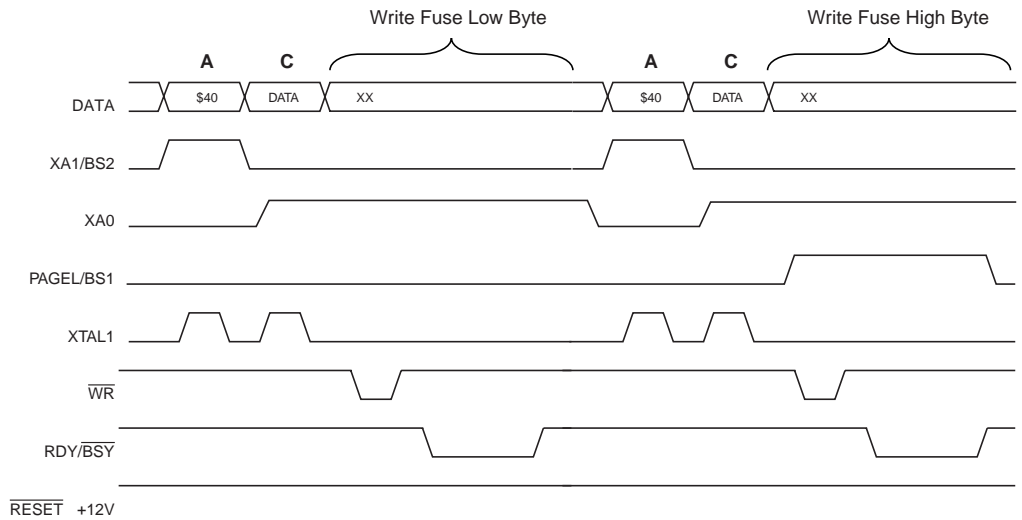 Write Fuse Low Byte Write Fuse High Byte
A C A C
DATA $40 DATA XX $40 DATA XX
XA1/BS2
XA0
PAGEL/BS1
XTAL1
WR
RDY/BSY
RESET +12V